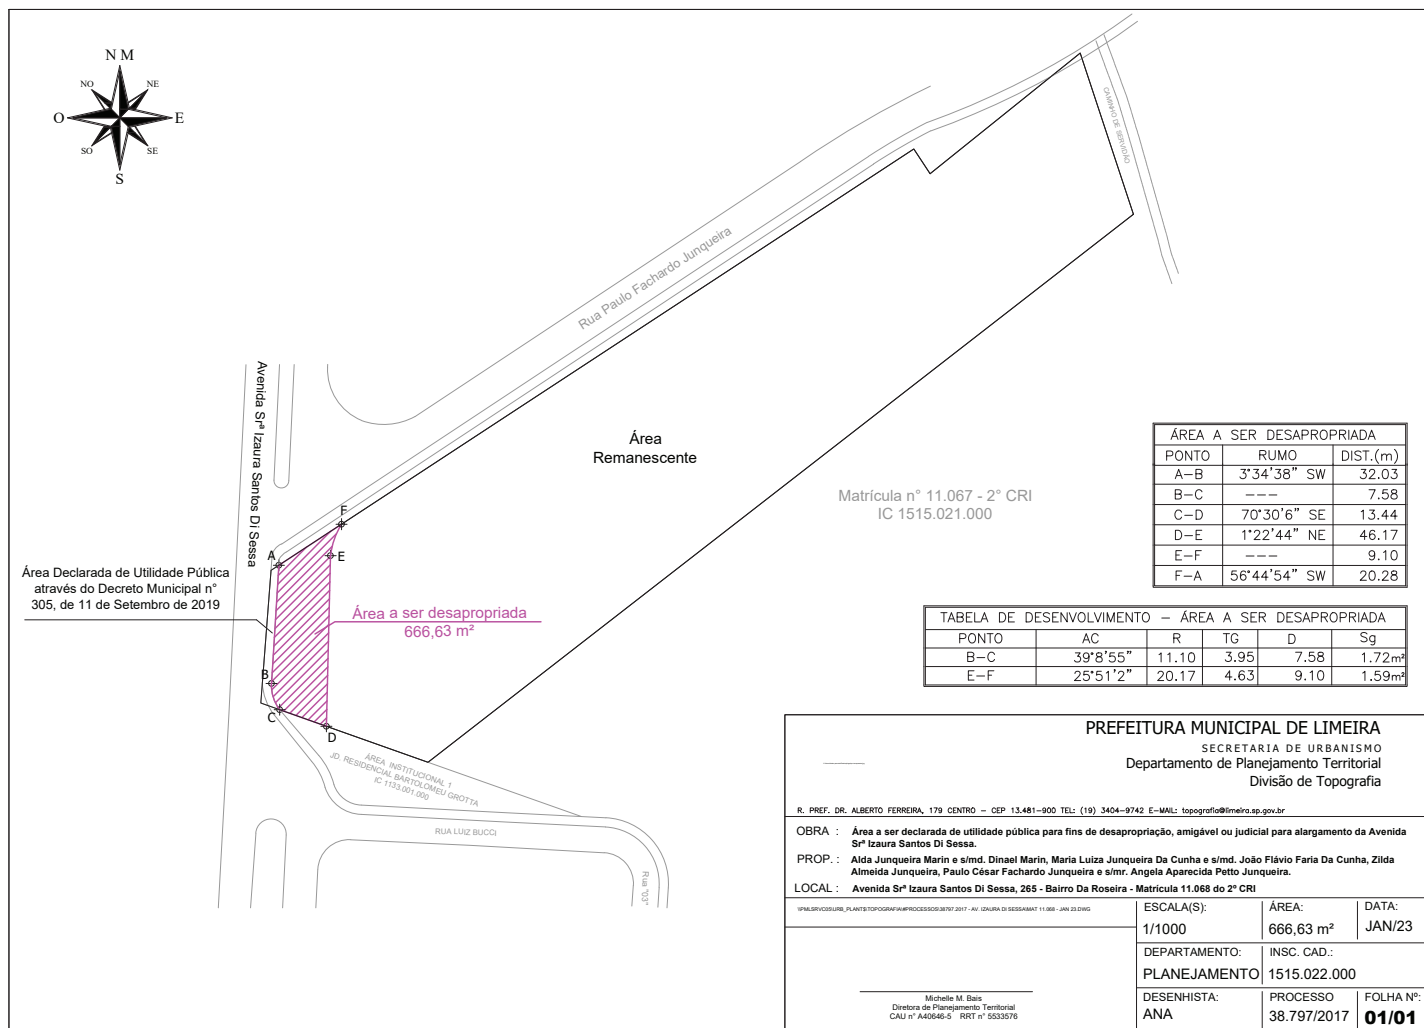 N M
NO
NE
O
E
SO
SE
S
CAMINHO DE SERVIDÃO
Rua Paulo Fachardo Junqueira
Avenida Srª Izaura Santos Di Sessa
Área
Remanescente
Matrícula n° 11.067 - 2° CRI
IC 1515.021.000
F
A
E
Área Declarada de Utilidade Pública
através do Decreto Municipal n°
305, de 11 de Setembro de 2019
Área a ser desapropriada
666,63 m²
B
C
D
ÁREA INSTITUCIONAL 1
JD. RESIDENCIAL BARTOLOMEU GROTTA
IC 1133.001.000
RUA LUIZ BUCCI
Rua "03"
ÁREA A SER DESAPROPRIADA
PONTO RUMO DIST.(m)
A-B 3°34'38" SW 32.03
B-C --- 7.58
C-D 70°30'6" SE 13.44
D-E 1°22'44" NE 46.17
E-F --- 9.10
F-A 56°44'54" SW 20.28
TABELA DE DESENVOLVIMENTO - ÁREA A SER DESAPROPRIADA
PONTO AC R TG D Sg
B-C 39°8'55" 11.10 3.95 7.58 1.72m²
E-F 25°51'2" 20.17 4.63 9.10 1.59m²
PREFEITURA MUNICIPAL DE LIMEIRA
SECRETARIA DE URBANISMO
Departamento de Planejamento Territorial
Divisão de Topografia
R. PREF. DR. ALBERTO FERREIRA, 179 CENTRO - CEP 13.481-900 TEL: (19) 3404-9742 E-MAIL: topografia@limeira.sp.gov.br
OBRA : Área a ser declarada de utilidade pública para fins de desapropriação, amigável ou judicial para alargamento da Avenida
Srª Izaura Santos Di Sessa.
PROP. : Alda Junqueira Marin e s/md. Dinael Marin, Maria Luiza Junqueira Da Cunha e s/md. João Flávio Faria Da Cunha, Zilda
Almeida Junqueira, Paulo César Fachardo Junqueira e s/mr. Angela Aparecida Petto Junqueira.
LOCAL : Avenida Srª Izaura Santos Di Sessa, 265 - Bairro Da Roseira - Matrícula 11.068 do 2° CRI
ESCALA(S): ÁREA: DATA:
1/1000 666,63 m² JAN/23
DEPARTAMENTO: INSC. CAD.:
PLANEJAMENTO 1515.022.000
DESENHISTA: PROCESSO FOLHA Nº:
ANA 38.797/2017 01/01
Michelle M. Bais
Diretora de Planejamento Territorial
CAU n° A40646-5 RRT n° 5533576